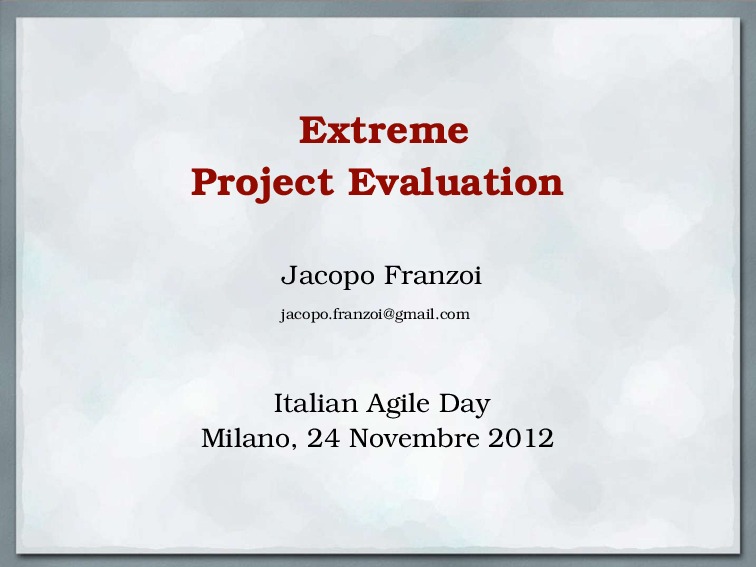 Extreme
Project Evaluation
Jacopo Franzoi
jacopo.franzoi@gmail.com
Italian Agile Day
Milano, 24 Novembre 2012